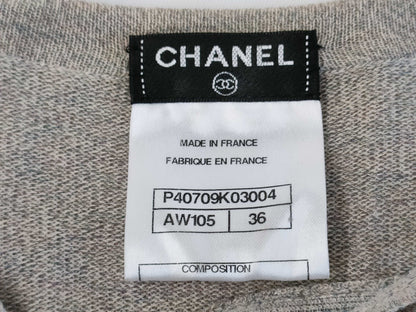 CHANEL
MADE IN FRANCE
FABRIQUE EN FRANCE
P40709K03004
AW105 36
COMPOSITION